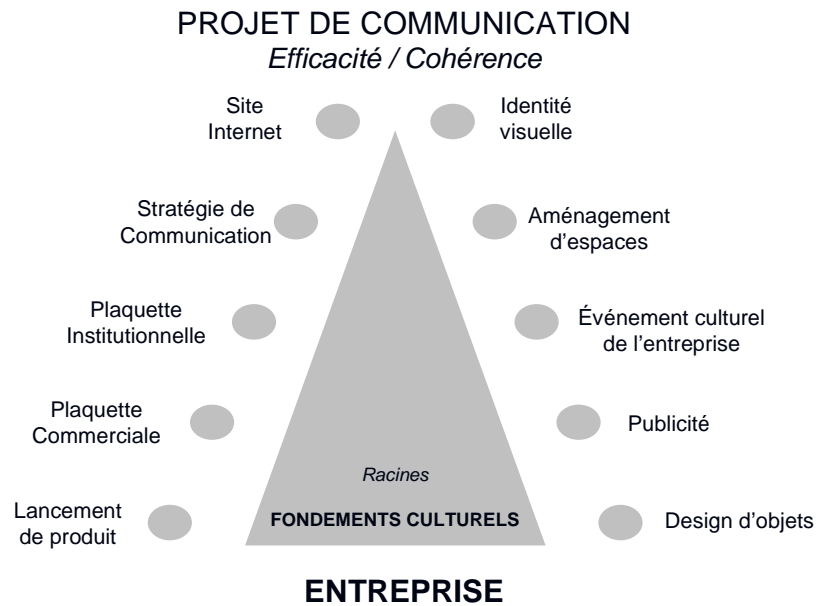 PROJET DE COMMUNICATION
Efficacité / Cohérence
Site
Internet
Identité
visuelle
Stratégie de
Communication
Aménagement
d’espaces
Plaquette
Institutionnelle
Événement culturel
de l’entreprise
Plaquette
Commerciale
Publicité
Racines
FONDEMENTS CULTURELS
Lancement
de produit
Design d’objets
ENTREPRISE